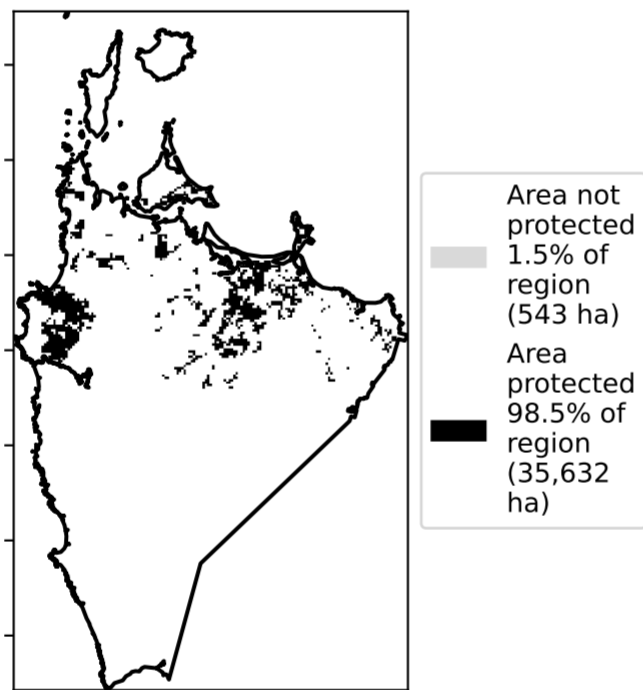 Area not
protected
1.5% of
region
(543 ha)
Area
protected
98.5% of
region
(35,632
ha)